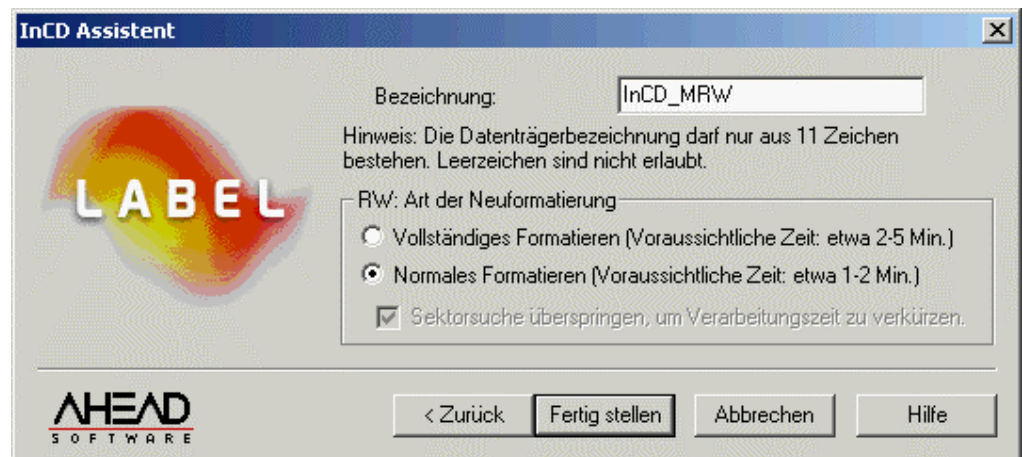 InCD Assistent
Bezeichnung: InCD_MRW
Hinweis: Die Datenträgerbezeichnung darf nur aus 11 Zeichen
bestehen. Leerzeichen sind nicht erlaubt.
LABEL
RW: Art der Neuformatierung
Vollständiges Formatieren (Voraussichtliche Zeit: etwa 2-5 Min.)
Normales Formatieren (Voraussichtliche Zeit: etwa 1-2 Min.)
Sektorsuche überspringen, um Verarbeitungszeit zu verkürzen.
AHEAD
SOFTWARE
< Zurück Fertig stellen Abbrechen Hilfe